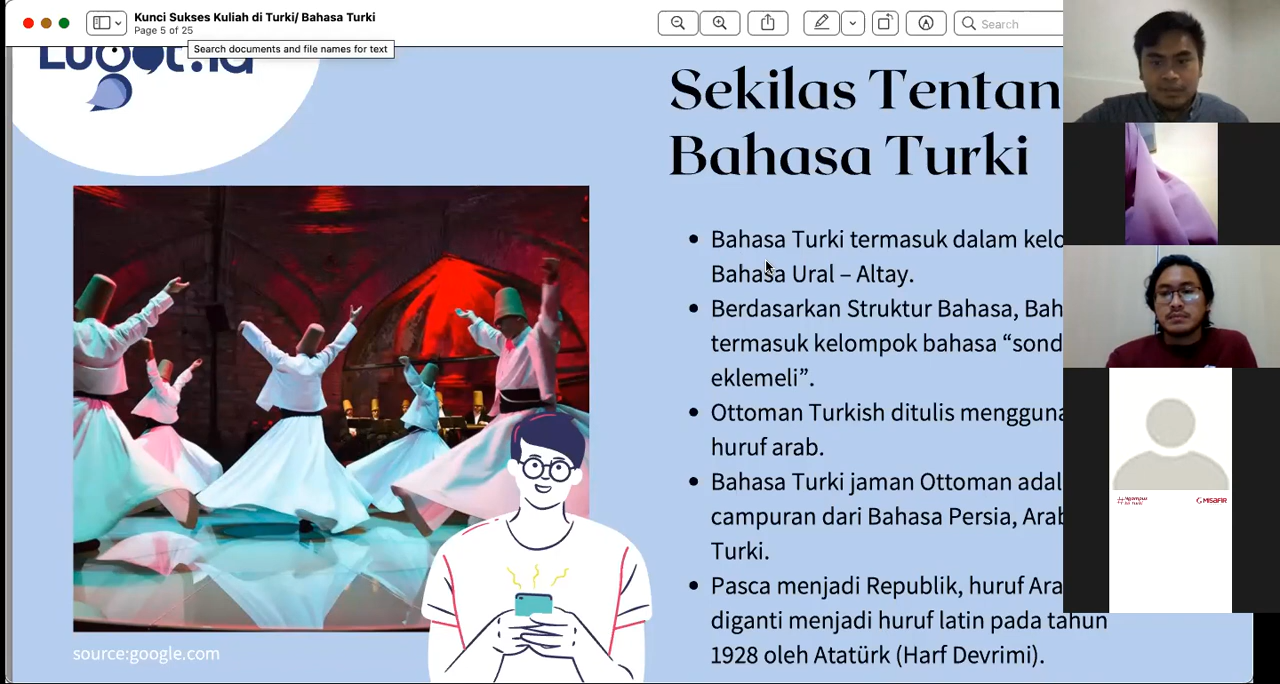 Kunci Sukses Kuliah di Turki/ Bahasa Turki
Page 5 of 25
Search
Search documents and file names for text
Sekilas Tentan
Bahasa Turki
• Bahasa Turki termasuk dalam kelo
Bahasa Ural – Altay.
• Berdasarkan Struktur Bahasa, Bah
termasuk kelompok bahasa “sond
eklemeli”.
• Ottoman Turkish ditulis mengguna
huruf arab.
• Bahasa Turki jaman Ottoman adal
campuran dari Bahasa Persia, Arab
Turki.
• Pasca menjadi Republik, huruf Ara
diganti menjadi huruf latin pada tahun
1928 oleh Atatürk (Harf Devrimi).
source:google.com
MISAFIR